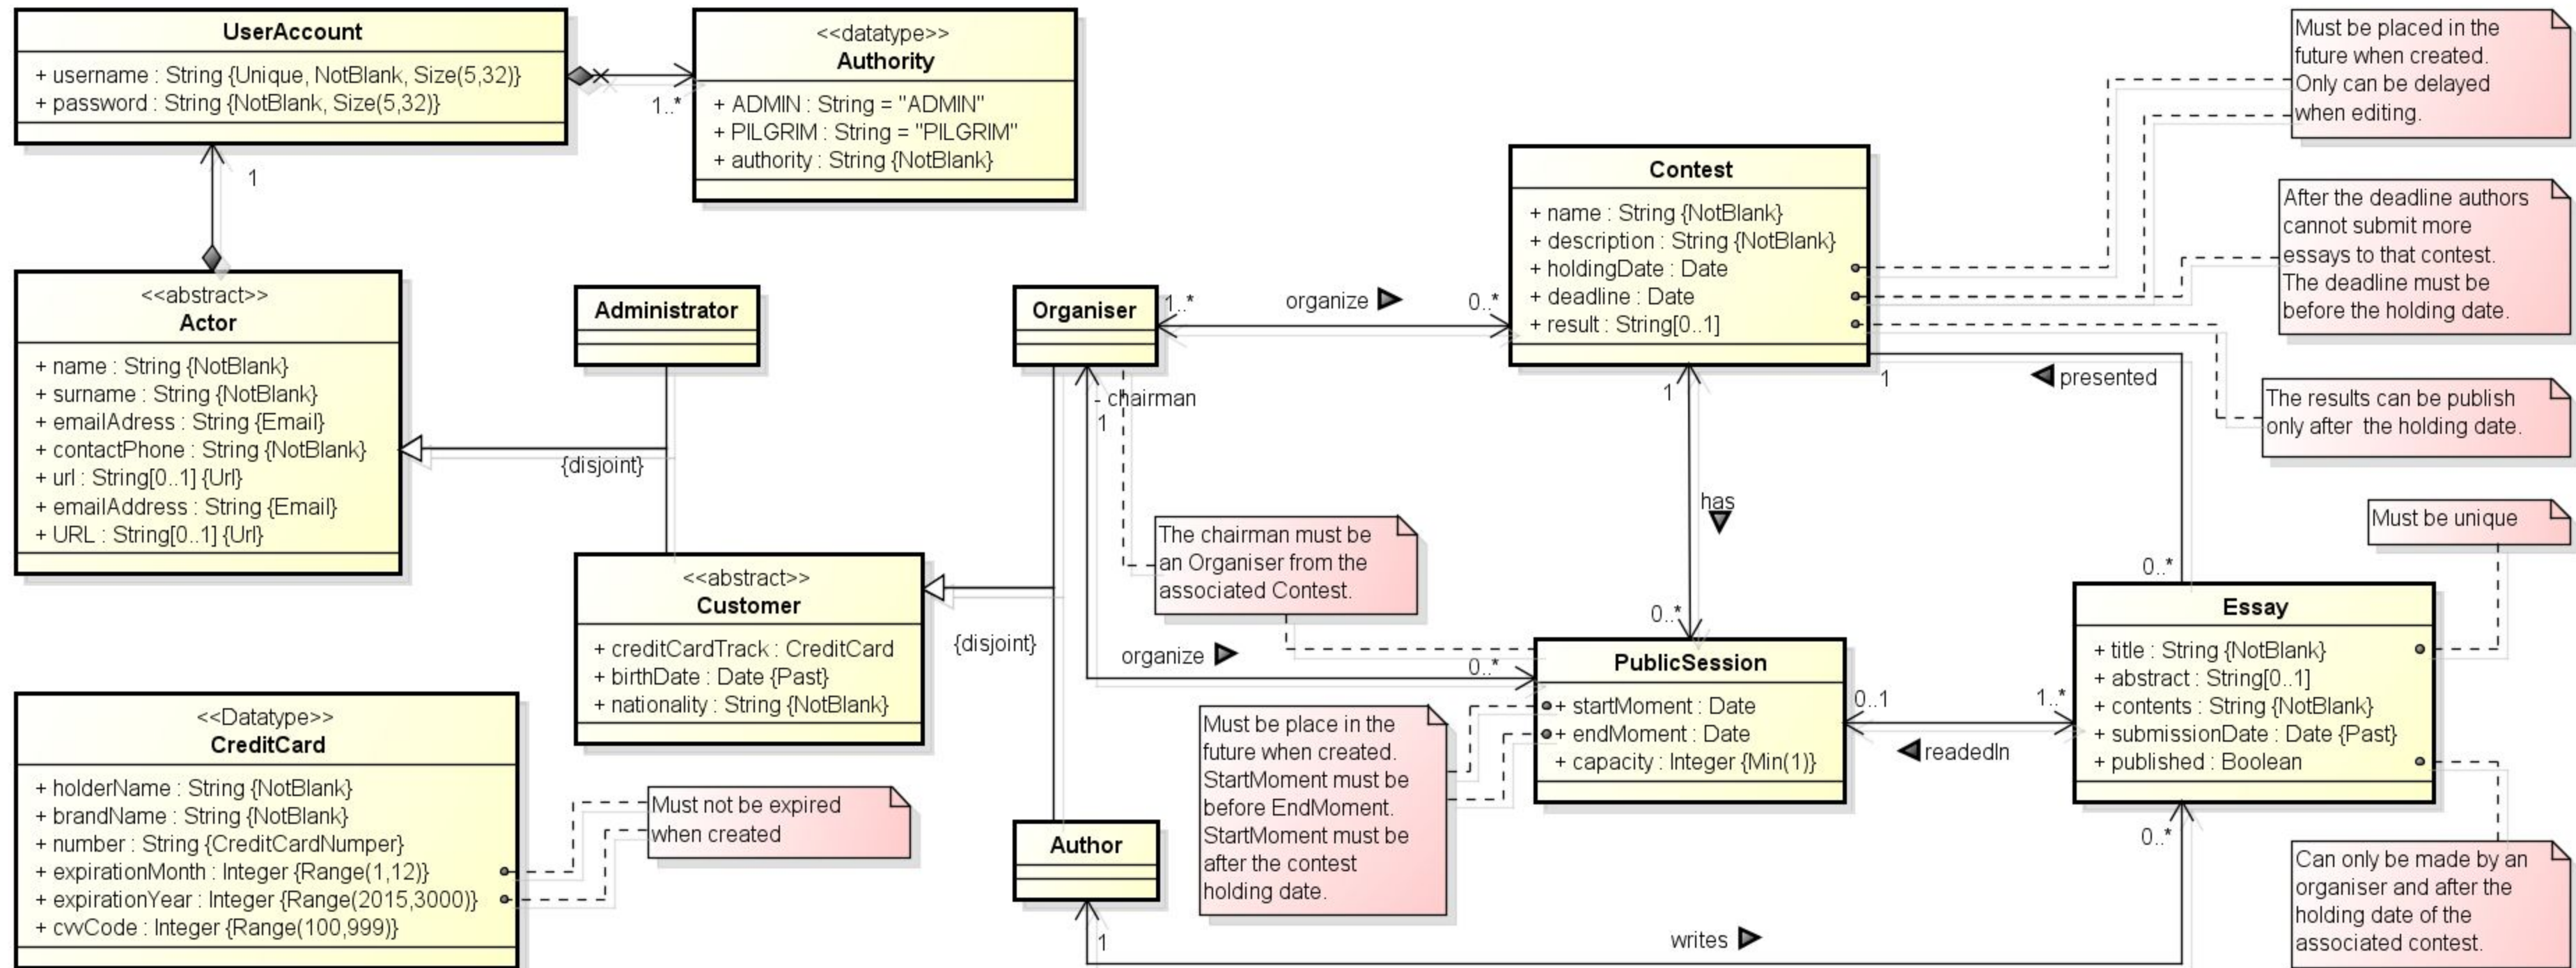 UserAccount
+ username : String {Unique, NotBlank, Size(5,32)}
+ password : String {NotBlank, Size(5,32)}
1..*
<<datatype>>
Authority
+ ADMIN : String = "ADMIN"
+ PILGRIM : String = "PILGRIM"
+ authority : String {NotBlank}
1
<<abstract>>
Actor
+ name : String {NotBlank}
+ surname : String {NotBlank}
+ emailAdress : String {Email}
+ contactPhone : String {NotBlank}
+ url : String[0..1] {Url}
+ emailAddress : String {Email}
+ URL : String[0..1] {Url}
Administrator
{disjoint}
<<abstract>>
Customer
+ creditCardTrack : CreditCard
+ birthDate : Date {Past}
+ nationality : String {NotBlank}
{disjoint}
<<Datatype>>
CreditCard
+ holderName : String {NotBlank}
+ brandName : String {NotBlank}
+ number : String {CreditCardNumper}
+ expirationMonth : Integer {Range(1,12)}
+ expirationYear : Integer {Range(2015,3000)}
+ cvvCode : Integer {Range(100,999)}
Must not be expired
when created
Organiser
1..*
organize
0..*
- chairman
1
The chairman must be
an Organiser from the
associated Contest.
organize
0..*
Author
1
writes
0..*
Contest
+ name : String {NotBlank}
+ description : String {NotBlank}
+ holdingDate : Date
+ deadline : Date
+ result : String[0..1]
1
has
0..*
1
presented
0..*
PublicSession
+ startMoment : Date
+ endMoment : Date
+ capacity : Integer {Min(1)}
Must be place in the
future when created.
StartMoment must be
before EndMoment.
StartMoment must be
after the contest
holding date.
0..1
1..*
readedIn
Essay
+ title : String {NotBlank}
+ abstract : String[0..1]
+ contents : String {NotBlank}
+ submissionDate : Date {Past}
+ published : Boolean
Must be placed in the
future when created.
Only can be delayed
when editing.
After the deadline authors
cannot submit more
essays to that contest.
The deadline must be
before the holding date.
The results can be publish
only after the holding date.
Must be unique
Can only be made by an
organiser and after the
holding date of the
associated contest.